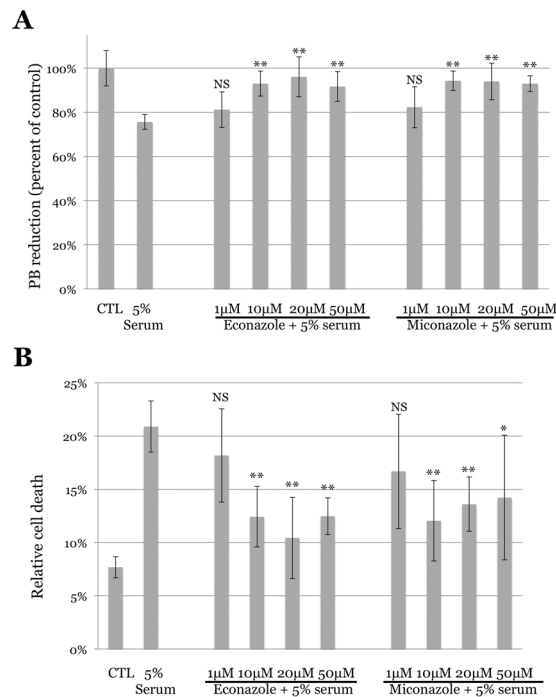 A
PB reduction (percent of control)
100%
80%
60%
40%
20%
0%
NS ** ** ** NS ** ** **
CTL 5% 1μM 10μM 20μM 50μM 1μM 10μM 20μM 50μM
Serum Econazole + 5% serum Miconazole + 5% serum
B
Relative cell death
25%
20%
15%
10%
5%
0%
NS ** ** ** NS ** ** *
CTL 5% 1μM 10μM 20μM 50μM 1μM 10μM 20μM 50μM
Serum Econazole + 5% serum Miconazole + 5% serum